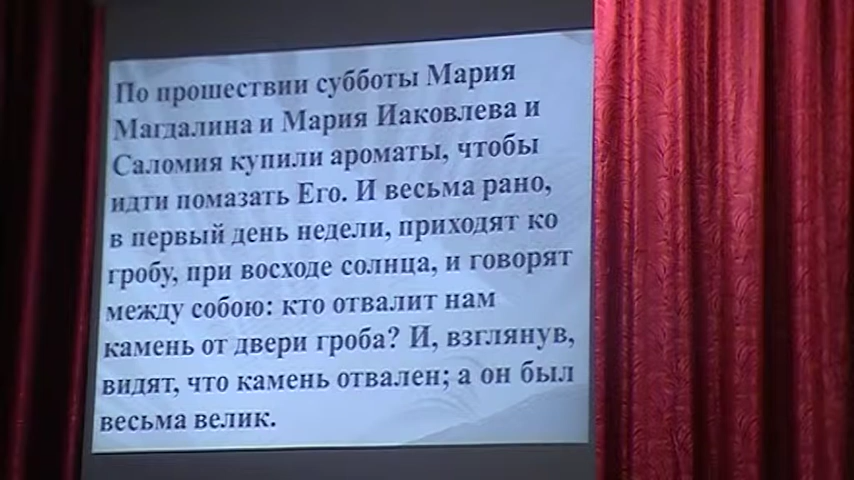 По прошествии субботы Мария
Магдалина и Мария Иаковлева и
Саломия купили ароматы, чтобы
идти помазать Его. И весьма рано,
в первый день недели, приходят ко
гробу, при восходе солнца, и говорят
между собою: кто отвалит нам
камень от двери гроба? И, взглянув,
видят, что камень отвален; а он был
весьма велик.